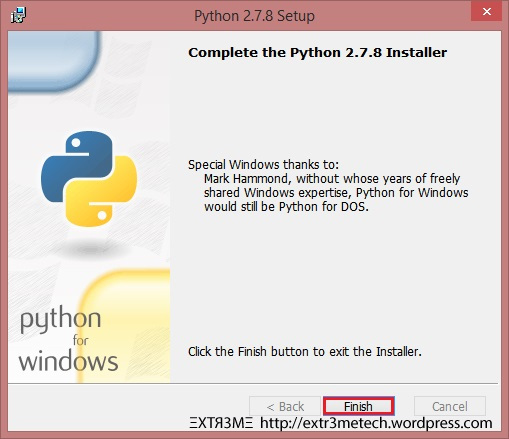 Python 2.7.8 Setup
Complete the Python 2.7.8 Installer
Special Windows thanks to:
Mark Hammond, without whose years of freely
shared Windows expertise, Python for Windows
would still be Python for DOS.
python
for
windows
Click the Finish button to exit the Installer.
< Back
Finish
Cancel
ΞXTЯ3MΞ http://extr3metech.wordpress.com